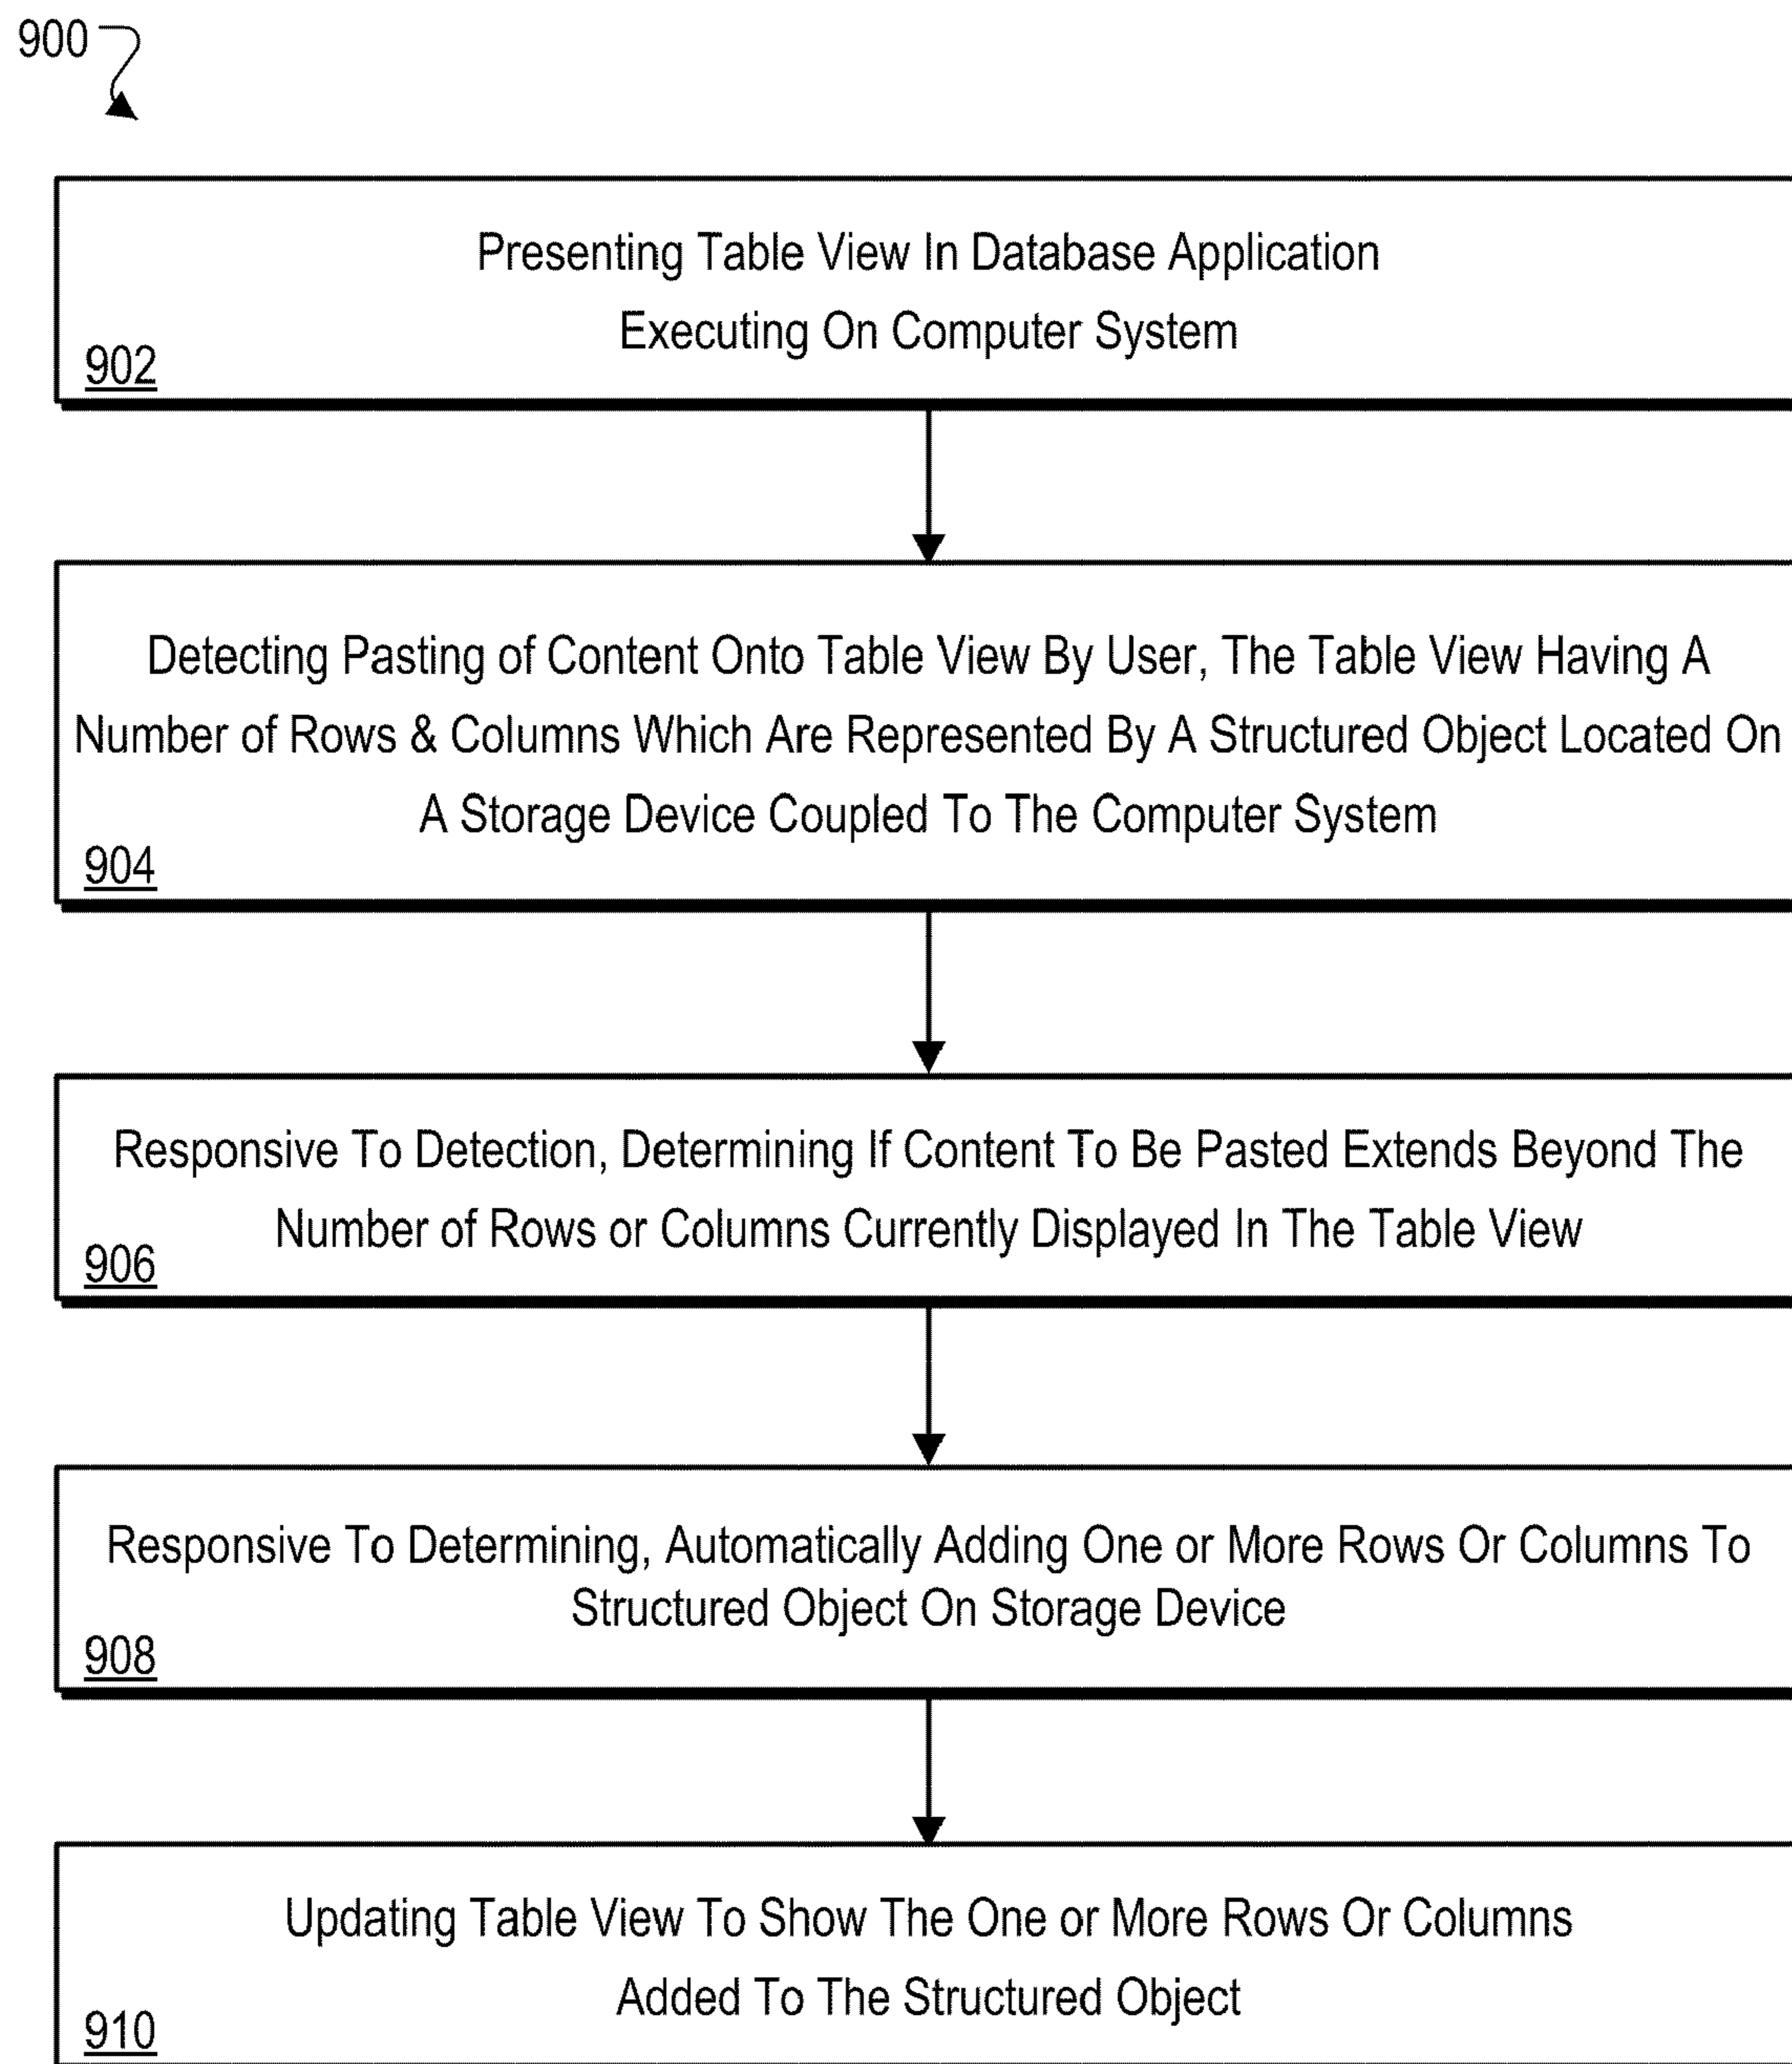 900
Presenting Table View In Database Application
Executing On Computer System
902
Detecting Pasting of Content Onto Table View By User, The Table View Having A
Number of Rows & Columns Which Are Represented By A Structured Object Located On
A Storage Device Coupled To The Computer System
904
Responsive To Detection, Determining If Content To Be Pasted Extends Beyond The
Number of Rows or Columns Currently Displayed In The Table View
906
Responsive To Determining, Automatically Adding One or More Rows Or Columns To
Structured Object On Storage Device
908
Updating Table View To Show The One or More Rows Or Columns
Added To The Structured Object
910